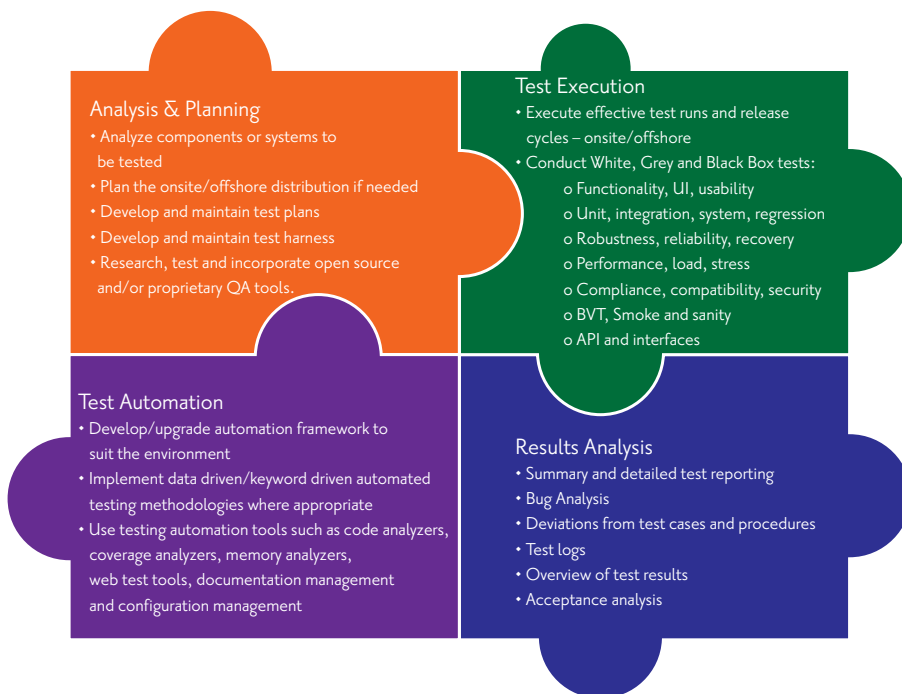 Analysis & Planning
• Analyze components or systems to
be tested
• Plan the onsite/offshore distribution if needed
• Develop and maintain test plans
• Develop and maintain test harness
• Research, test and incorporate open source
and/or proprietary QA tools.
Test Execution
• Execute effective test runs and release
cycles – onsite/offshore
• Conduct White, Grey and Black Box tests:
o Functionality, UI, usability
o Unit, integration, system, regression
o Robustness, reliability, recovery
o Performance, load, stress
o Compliance, compatibility, security
o BVT, Smoke and sanity
o API and interfaces
Test Automation
• Develop/upgrade automation framework to
suit the environment
• Implement data driven/keyword driven automated
testing methodologies where appropriate
• Use testing automation tools such as code analyzers,
coverage analyzers, memory analyzers,
web test tools, documentation management
and configuration management
Results Analysis
• Summary and detailed test reporting
• Bug Analysis
• Deviations from test cases and procedures
• Test logs
• Overview of test results
• Acceptance analysis